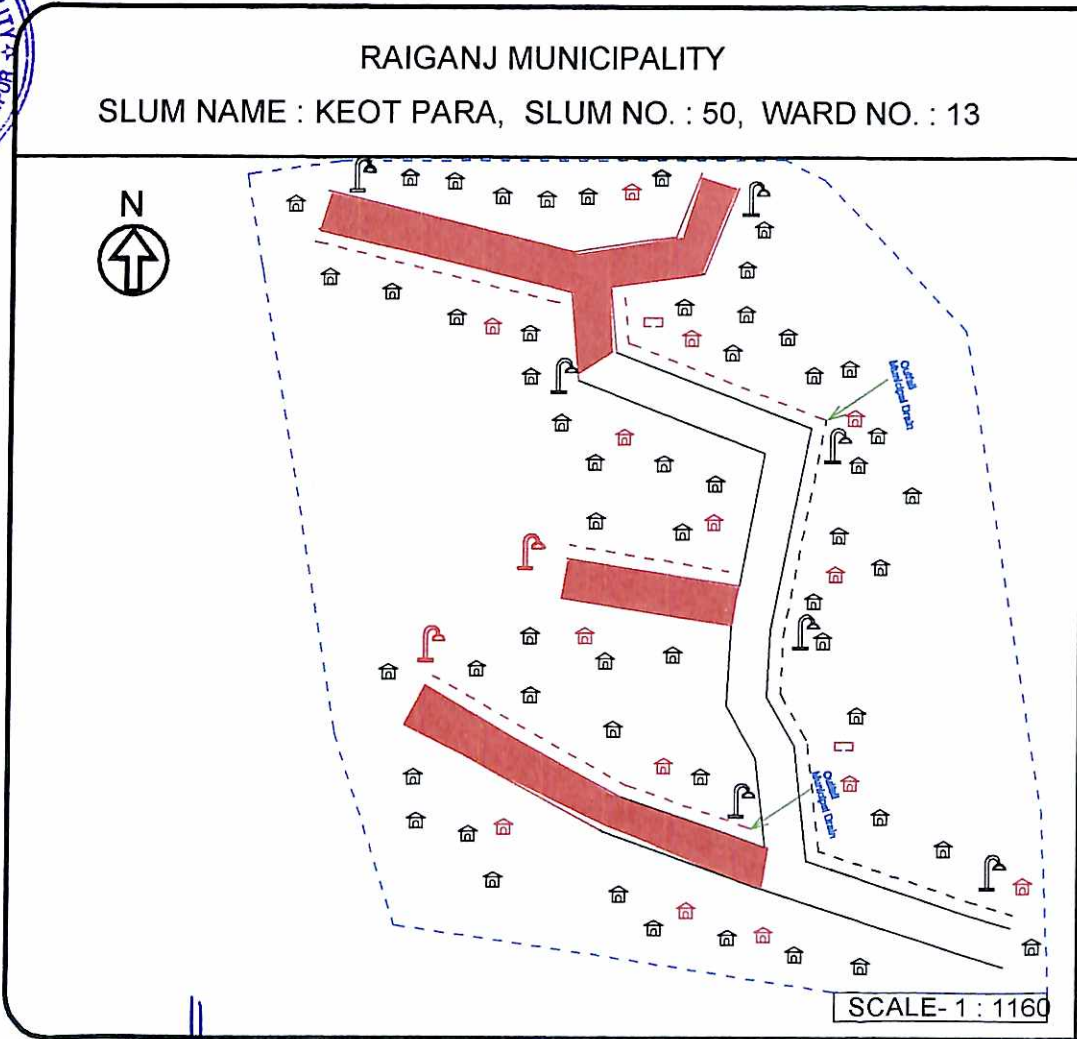 RAIGANJ MUNICIPALITY
SLUM NAME : KEOT PARA, SLUM NO. : 50, WARD NO. : 13
N
Outfall
Municipal Drain
Outfall
Municipal Drain
SCALE- 1 : 1160